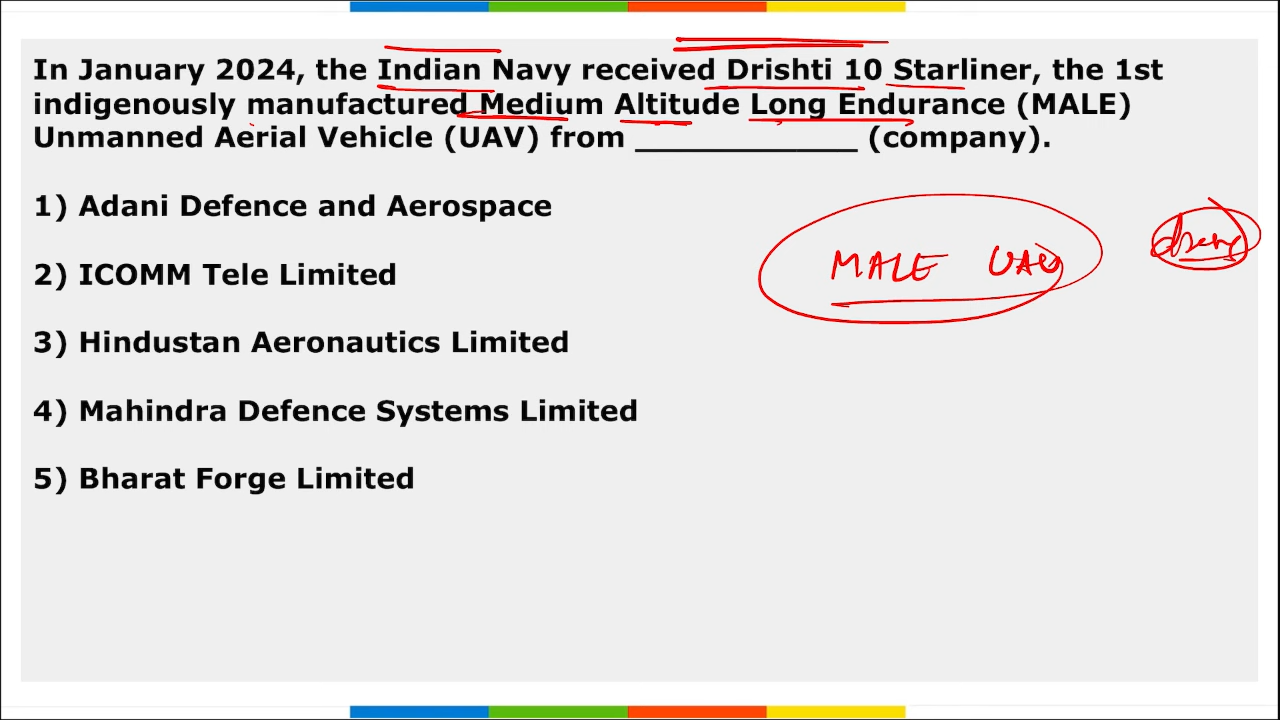 In January 2024, the Indian Navy received Drishti 10 Starliner, the 1st
indigenously manufactured Medium Altitude Long Endurance (MALE)
Unmanned Aerial Vehicle (UAV) from ______________ (company).
1) Adani Defence and Aerospace
2) ICOMM Tele Limited
3) Hindustan Aeronautics Limited
4) Mahindra Defence Systems Limited
5) Bharat Forge Limited
MALE UAV